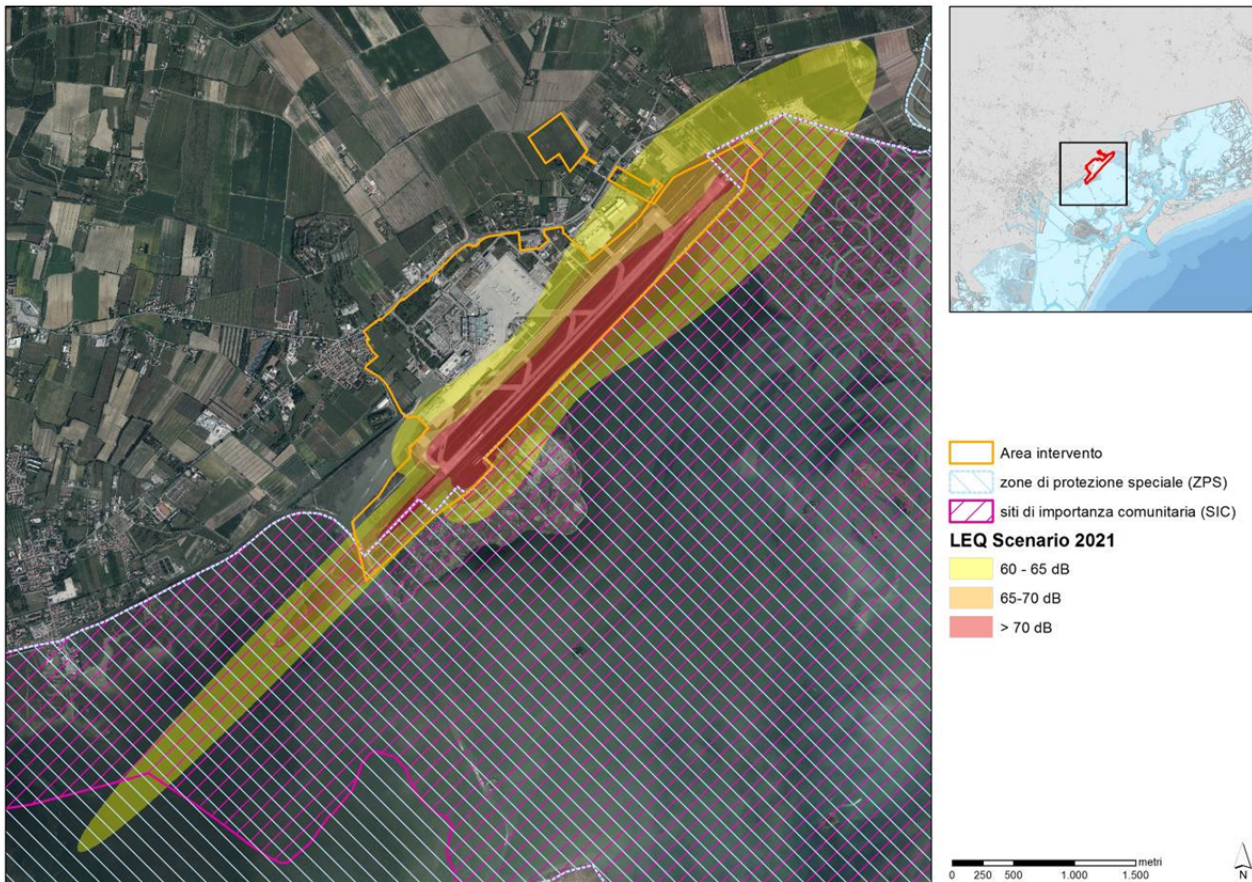 Area intervento
zone di protezione speciale (ZPS)
siti di importanza comunitaria (SIC)
LEQ Scenario 2021
60 - 65 dB
65-70 dB
> 70 dB
metri
0 250 500 1.000 1.500
N